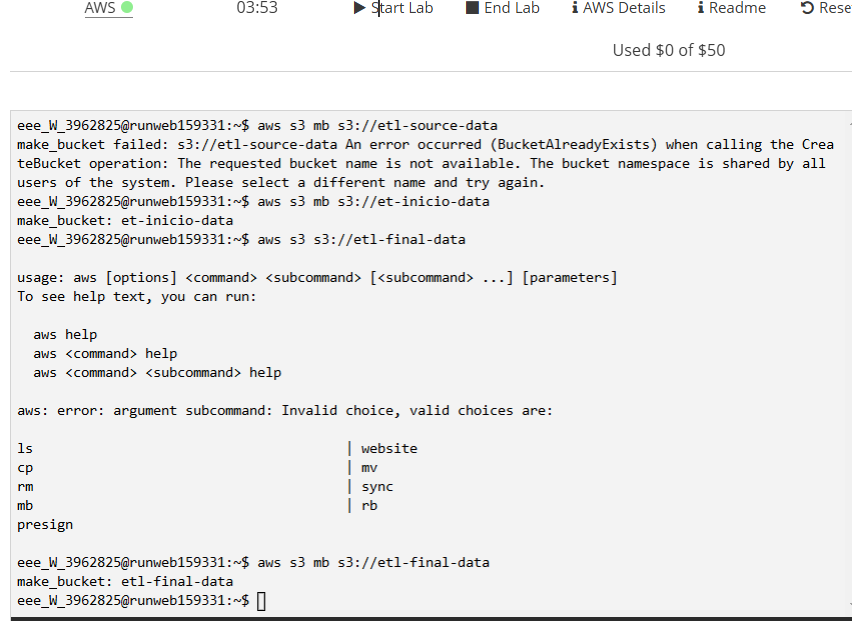 AWS 03:53 Start Lab End Lab AWS Details Readme Rese
Used $0 of $50
eee_W_3962825@runweb159331:~$ aws s3 mb s3://etl-source-data
make_bucket failed: s3://etl-source-data An error occurred (BucketAlreadyExists) when calling the Crea
teBucket operation: The requested bucket name is not available. The bucket namespace is shared by all
users of the system. Please select a different name and try again.
eee_W_3962825@runweb159331:~$ aws s3 mb s3://et-inicio-data
make_bucket: et-inicio-data
eee_W_3962825@runweb159331:~$ aws s3 s3://etl-final-data
usage: aws [options] <command> <subcommand> [<subcommand> ...] [parameters]
To see help text, you can run:
aws help
aws <command> help
aws <command> <subcommand> help
aws: error: argument subcommand: Invalid choice, valid choices are:
ls | website
cp | mv
rm | sync
mb | rb
presign
eee_W_3962825@runweb159331:~$ aws s3 mb s3://etl-final-data
make_bucket: etl-final-data
eee_W_3962825@runweb159331:~$